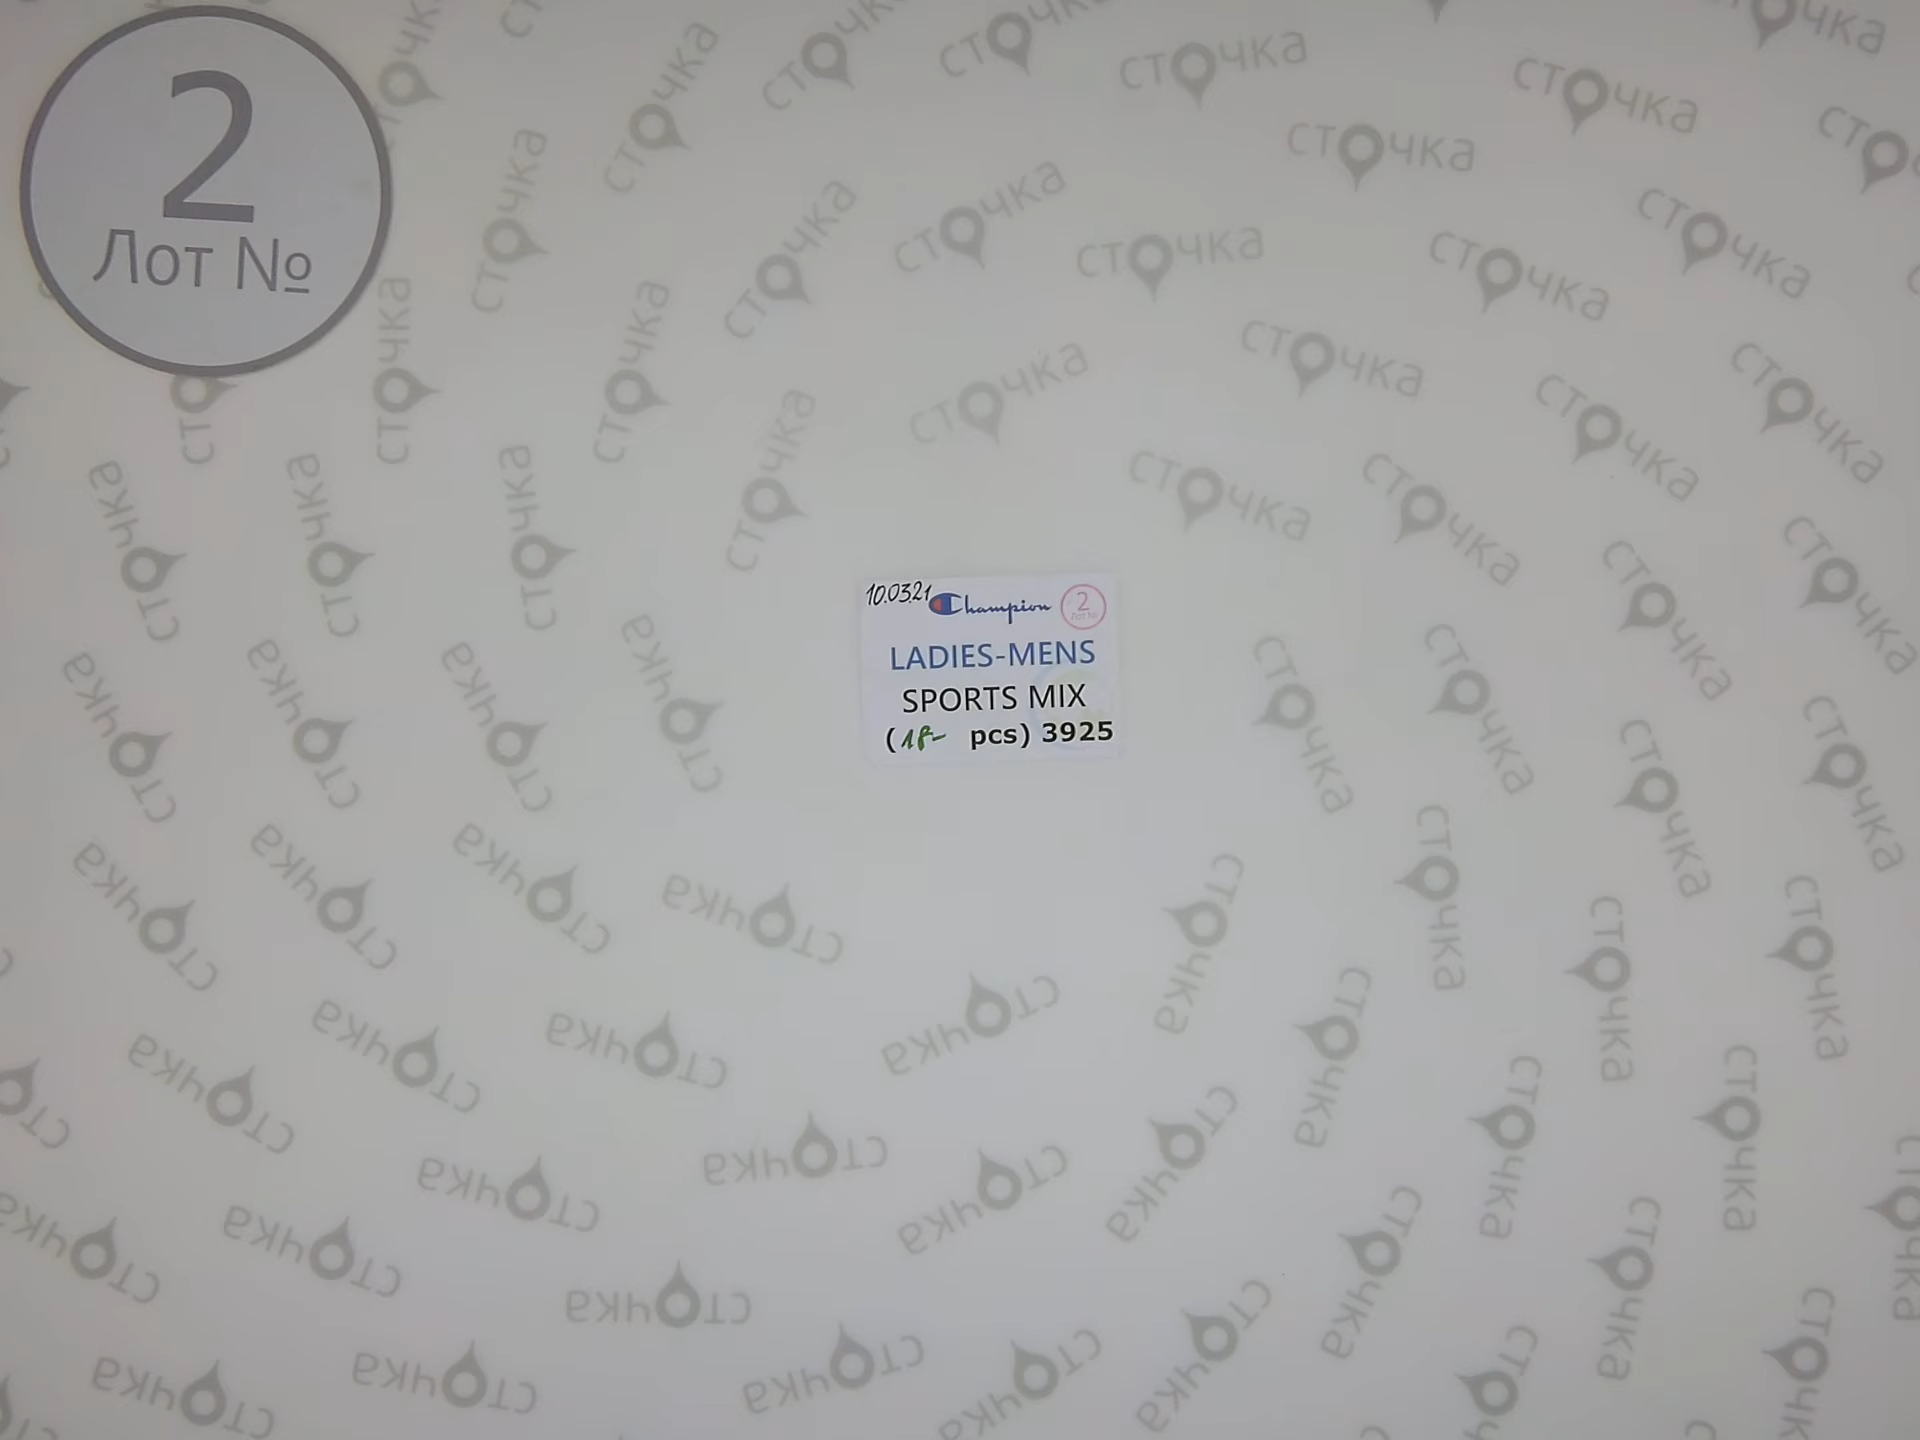 2
Лот №
10.03.21 Champion 2
Лот №
LADIES-MENS
SPORTS MIX
(18- pcs) 3925
сточка